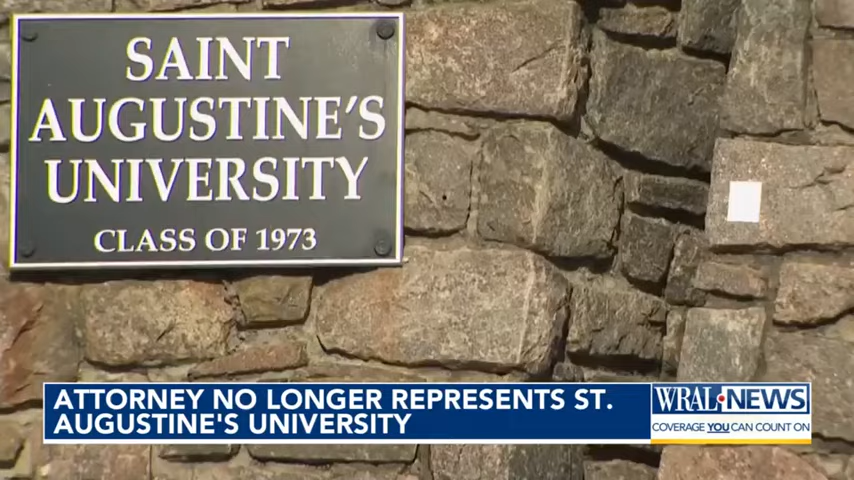 SAINT
AUGUSTINE'S
UNIVERSITY
CLASS OF 1973
ATTORNEY NO LONGER REPRESENTS ST.
AUGUSTINE'S UNIVERSITY
WRAL NEWS
COVERAGE YOU CAN COUNT ON